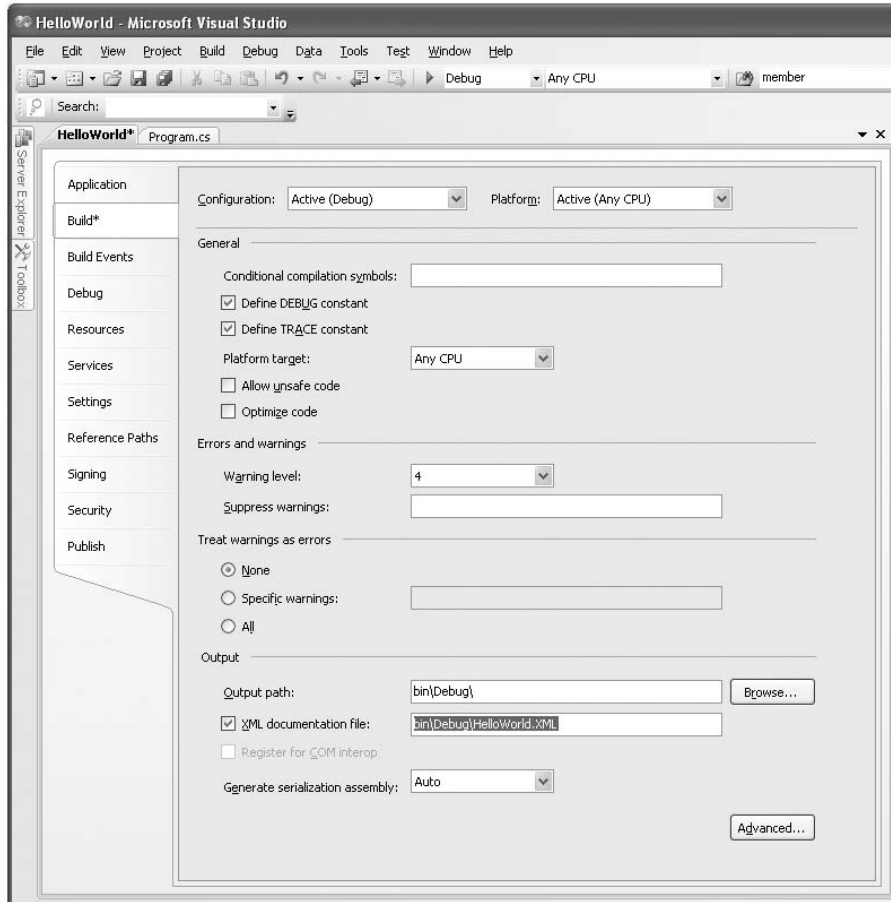 HelloWorld - Microsoft Visual Studio
File Edit View Project Build Debug Data Tools Test Window Help
Debug Any CPU member
Search:
HelloWorld* Program.cs
Server Explorer
Toolbox
Application
Build*
Build Events
Debug
Resources
Services
Settings
Reference Paths
Signing
Security
Publish
Configuration: Active (Debug) Platform: Active (Any CPU)
General
Conditional compilation symbols:
Define DEBUG constant
Define TRACE constant
Platform target: Any CPU
Allow unsafe code
Optimize code
Errors and warnings
Warning level: 4
Suppress warnings:
Treat warnings as errors
None
Specific warnings:
All
Output
Output path: bin\Debug\ Browse...
XML documentation file: bin\Debug\HelloWorld.XML
Register for COM interop
Generate serialization assembly: Auto
Advanced...